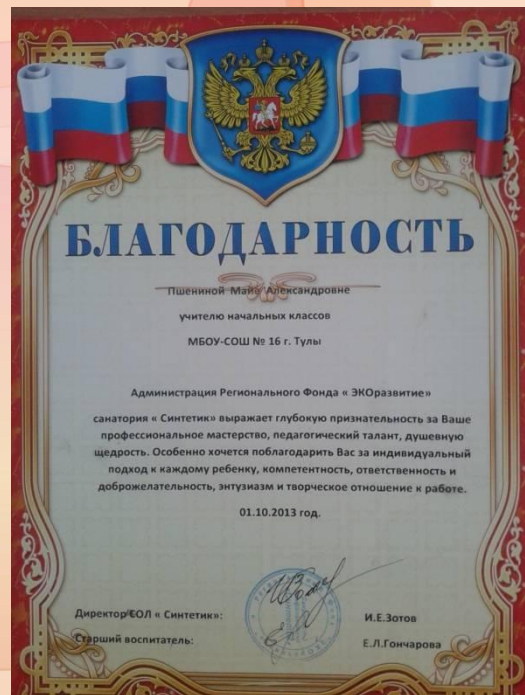 БЛАГОДАРНОСТЬ
Пшениной Майе Александровне
учителю начальных классов
МБОУ-СОШ № 16 г. Тулы
Администрация Регионального Фонда « ЭКОразвитие»
санатория « Синтетик» выражает глубокую признательность за Ваше
профессиональное мастерство, педагогический талант, душевную
щедрость. Особенно хочется поблагодарить Вас за индивидуальный
подход к каждому ребенку, компетентность, ответственность и
доброжелательность, энтузиазм и творческое отношение к работе.
01.10.2013 год.
Директор СОЛ « Синтетик»: И.Е.Зотов
Старший воспитатель: Е.Л.Гончарова